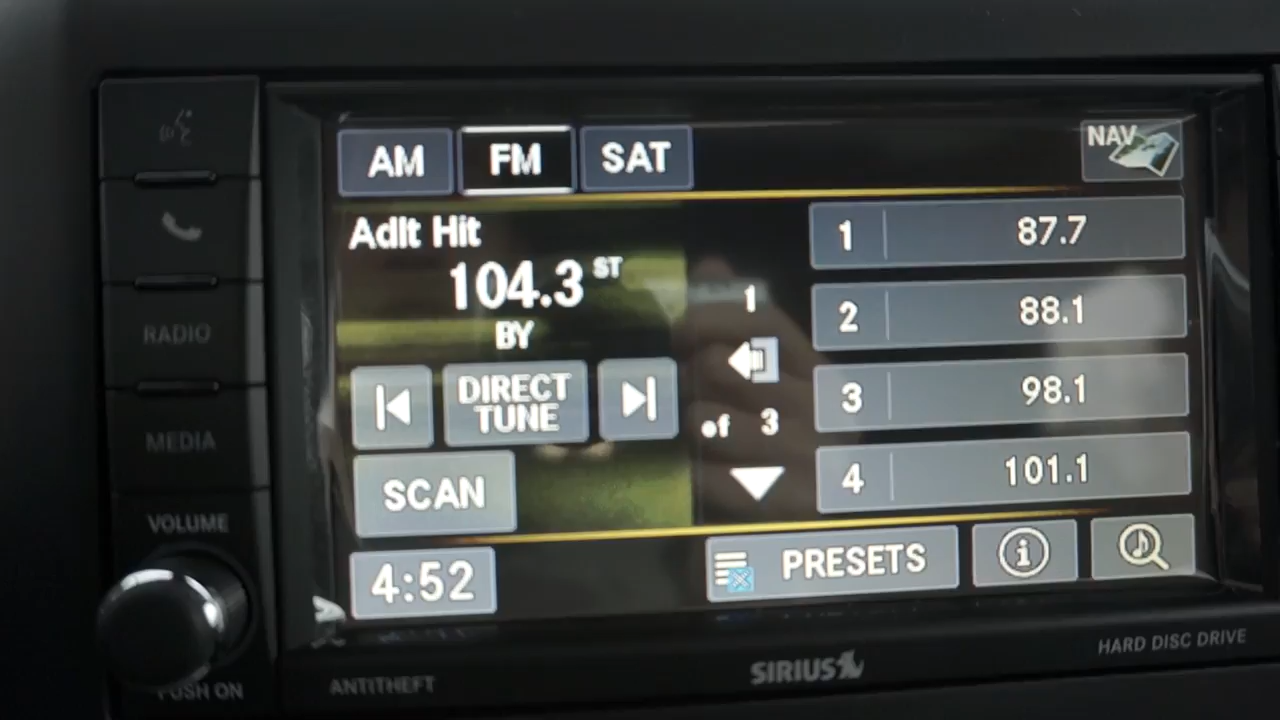 AM FM SAT NAV
Adlt Hit
104.3 ST
BY
DIRECT
TUNE
SCAN
4:52
1
of 3
1 87.7
2 88.1
3 98.1
4 101.1
PRESETS
i
RADIO
MEDIA
VOLUME
PUSH ON
ANTITHEFT
SIRIUS
HARD DISC DRIVE